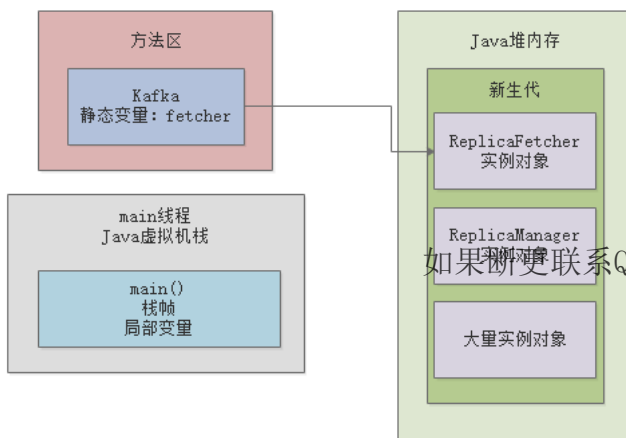 方法区
Kafka
静态变量：fetcher
main线程
Java虚拟机栈
main()
栈帧
局部变量
Java堆内存
新生代
ReplicaFetcher
实例对象
ReplicaManager
实例对象
如果断更联系Q
大量实例对象